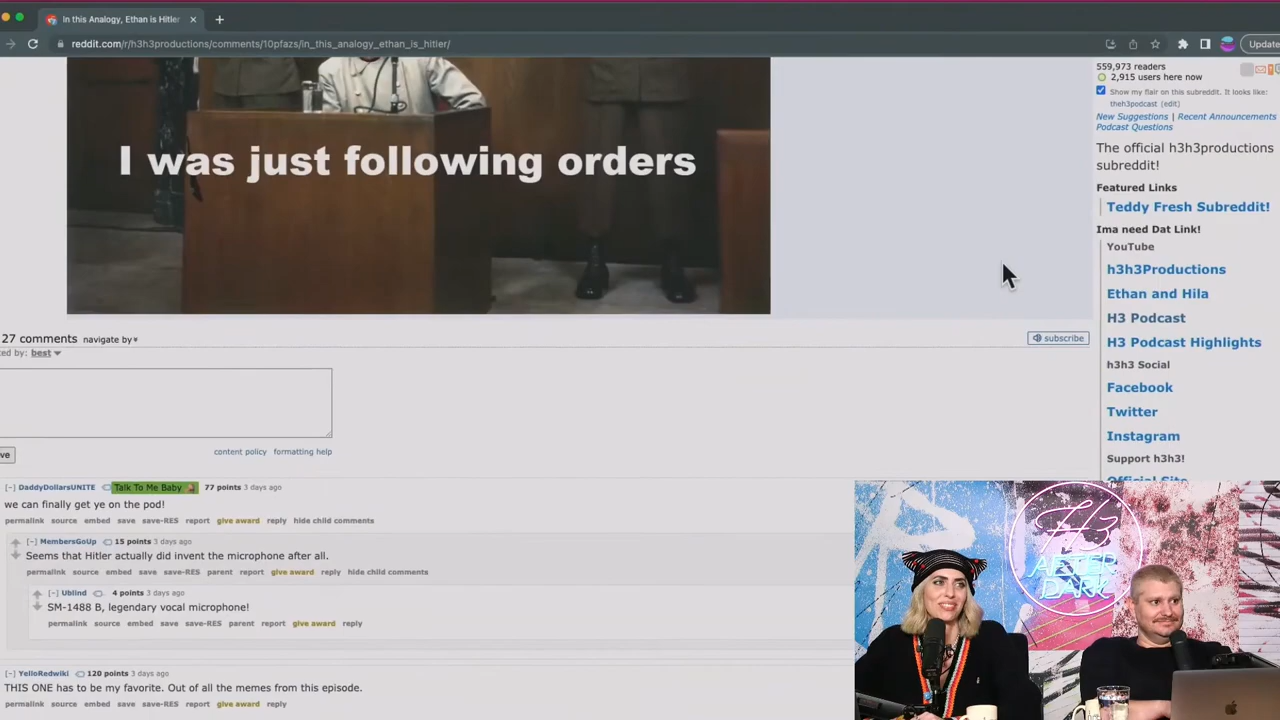 In this Analogy, Ethan is Hitler
reddit.com/r/h3h3productions/comments/10pfazs/in_this_analogy_ethan_is_hitler/
Update
I was just following orders
559,973 readers
2,915 users here now
Show my flair on this subreddit. It looks like:
theh3podcast (edit)
New Suggestions | Recent Announcements
Podcast Questions
The official h3h3productions
subreddit!
Featured Links
Teddy Fresh Subreddit!
Ima need Dat Link!
YouTube
h3h3Productions
Ethan and Hila
H3 Podcast
H3 Podcast Highlights
h3h3 Social
Facebook
Twitter
Instagram
Support h3h3!
Official Site
27 comments navigate by
ed by: best
subscribe
ve
content policy formatting help
[-] DaddyDollarsUNITE Talk To Me Baby 77 points 3 days ago
we can finally get ye on the pod!
permalink source embed save save-RES report give award reply hide child comments
[-] MembersGoUp 15 points 3 days ago
Seems that Hitler actually did invent the microphone after all.
permalink source embed save save-RES parent report give award reply hide child comments
[-] Ublind 4 points 3 days ago
SM-1488 B, legendary vocal microphone!
permalink source embed save save-RES parent report give award reply
[-] YelloRedwiki 120 points 3 days ago
THIS ONE has to be my favorite. Out of all the memes from this episode.
permalink source embed save save-RES report give award reply
H3
AFTER
DARK